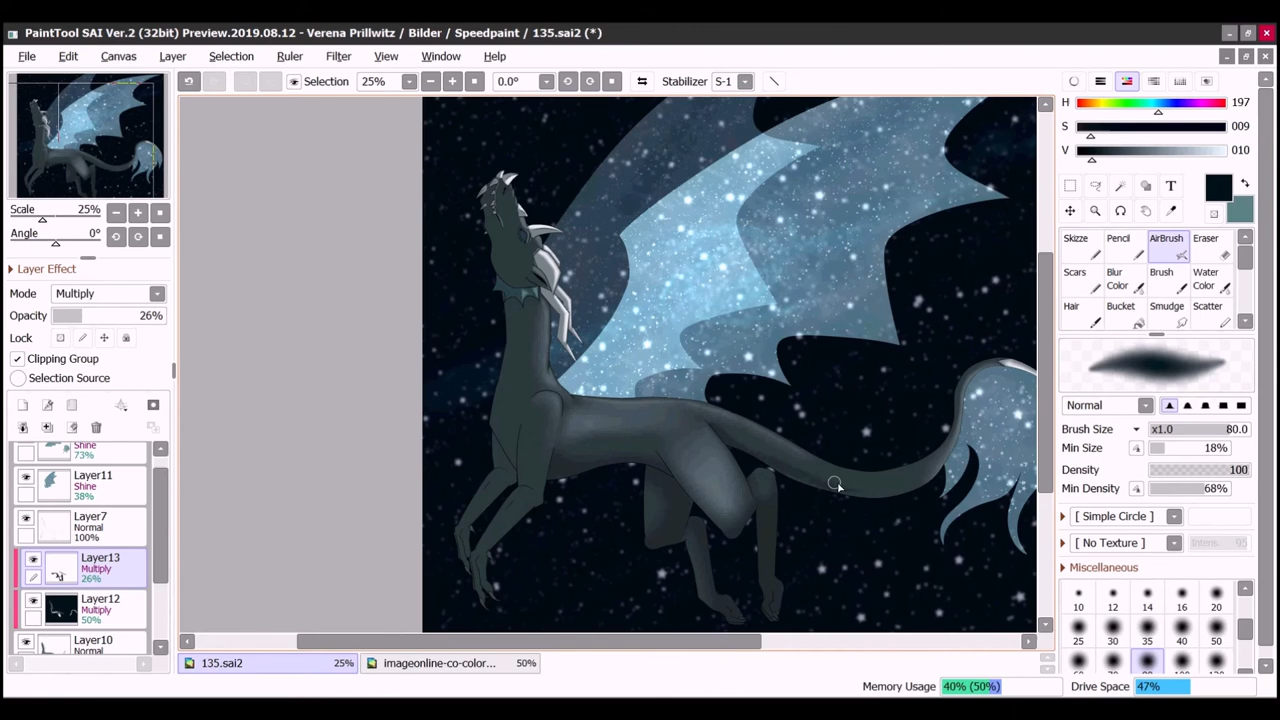 PaintTool SAI Ver.2 (32bit) Preview.2019.08.12 - Verena Prillwitz / Bilder / Speedpaint / 135.sai2 (*)
File Edit Canvas Layer Selection Ruler Filter View Window Help
Selection 25% 0.0° Stabilizer S-1
Scale 25%
Angle 0°
Layer Effect
Mode Multiply
Opacity 26%
Lock
Clipping Group
Selection Source
Shine
73%
Layer11
Shine
38%
Layer7
Normal
100%
Layer13
Multiply
26%
Layer12
Multiply
50%
Layer10
Normal
H 197
S 009
V 010
T
Skizze Pencil AirBrush Eraser
Scars Blur Color Brush Water Color
Hair Bucket Smudge Scatter
Normal
Brush Size x1.0 80.0
Min Size 18%
Density 100
Min Density 68%
[ Simple Circle ]
[ No Texture ] Intens. 95
Miscellaneous
10 12 14 16 20
25 30 35 40 50
135.sai2 25% imageonline-co-color... 50%
Memory Usage 40% (50%) Drive Space 47%